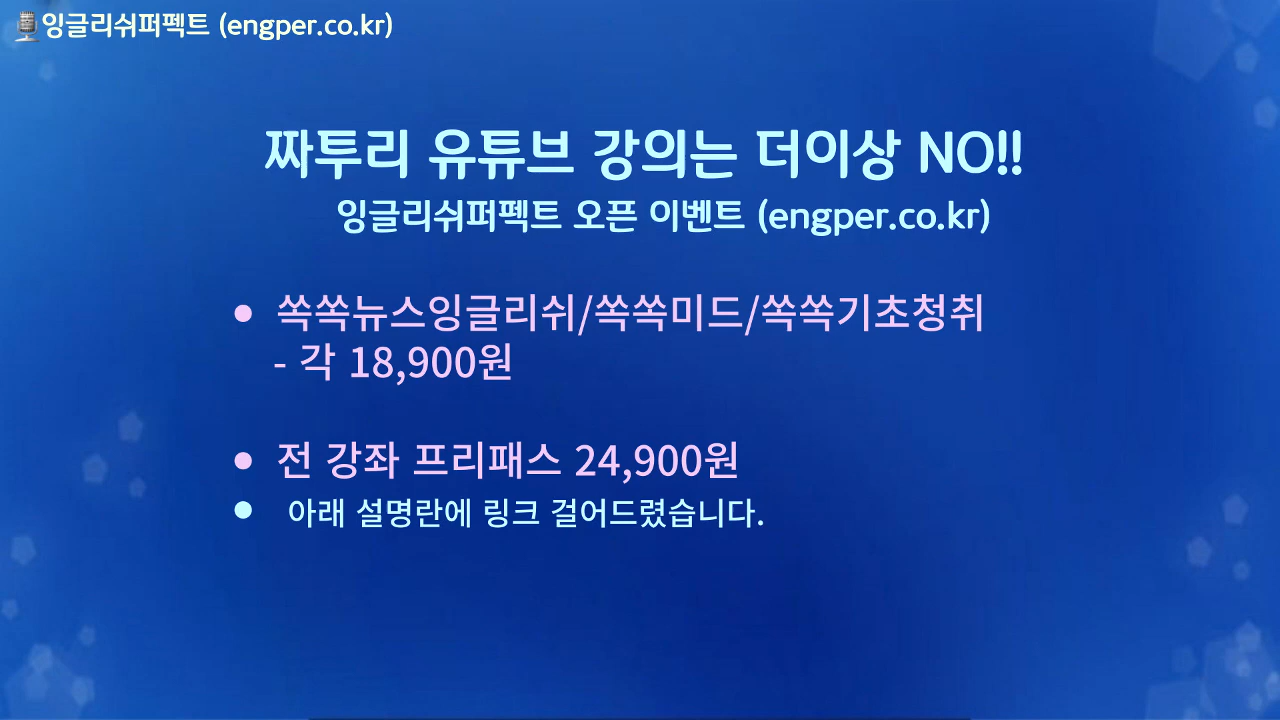 잉글리쉬퍼펙트 (engper.co.kr)
짜투리 유튜브 강의는 더이상 NO!!
잉글리쉬퍼펙트 오픈 이벤트 (engper.co.kr)
● 쏙쏙뉴스잉글리쉬/쏙쏙미드/쏙쏙기초청취
- 각 18,900원
● 전 강좌 프리패스 24,900원
● 아래 설명란에 링크 걸어드렸습니다.